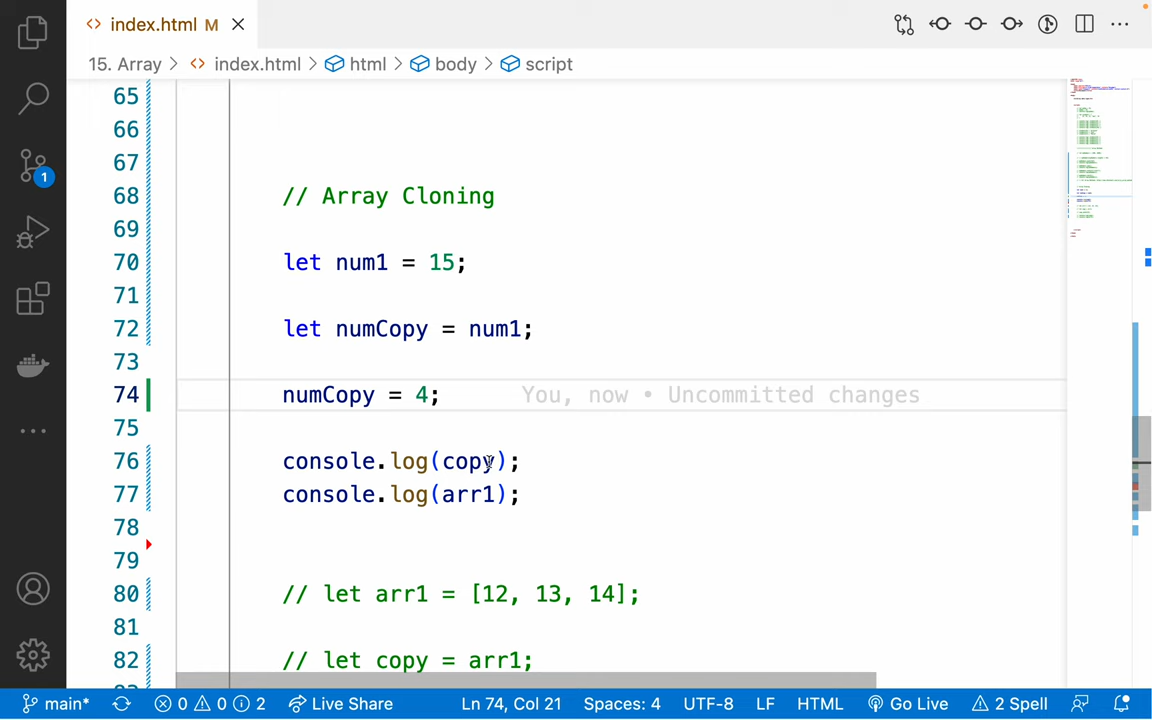 index.html M
15. Array > index.html > html > body > script
65
66
67
68 // Array Cloning
69
70 let num1 = 15;
71
72 let numCopy = num1;
73
74 numCopy = 4; You, now • Uncommitted changes
75
76 console.log(copy);
77 console.log(arr1);
78
79
80 // let arr1 = [12, 13, 14];
81
82 // let copy = arr1;
1
main* 0 0 2 Live Share Ln 74, Col 21 Spaces: 4 UTF-8 LF HTML Go Live 2 Spell